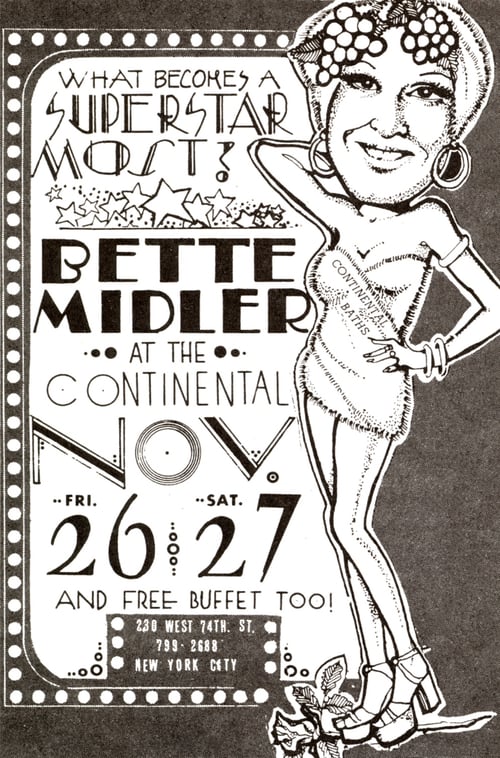 WHAT BECOMES A
SUPERSTAR
MOST?
BETTE
MIDLER
AT THE
CONTINENTAL
NOV.
FRI. SAT.
26 27
AND FREE BUFFET TOO!
230 WEST 74TH. ST.
799-2688
NEW YORK CITY
CONTINENTAL
BATHS